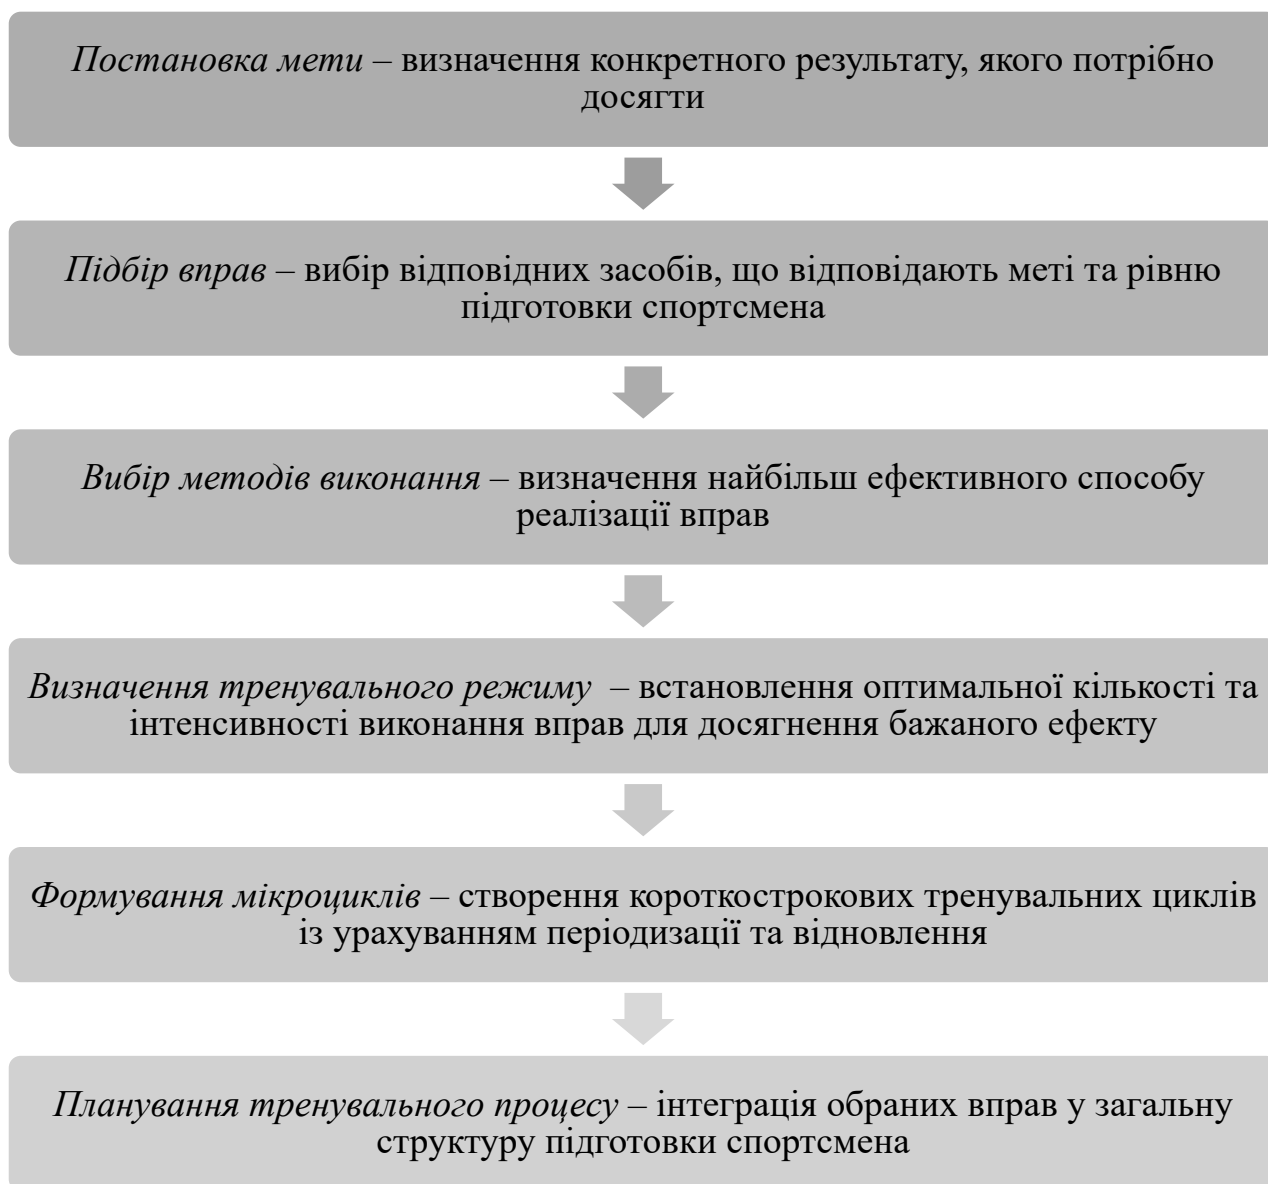 Постановка мети – визначення конкретного результату, якого потрібно
досягти
Підбір вправ – вибір відповідних засобів, що відповідають меті та рівню
підготовки спортсмена
Вибір методів виконання – визначення найбільш ефективного способу
реалізації вправ
Визначення тренувального режиму – встановлення оптимальної кількості та
інтенсивності виконання вправ для досягнення бажаного ефекту
Формування мікроциклів – створення короткострокових тренувальних циклів
із урахуванням періодизації та відновлення
Планування тренувального процесу – інтеграція обраних вправ у загальну
структуру підготовки спортсмена